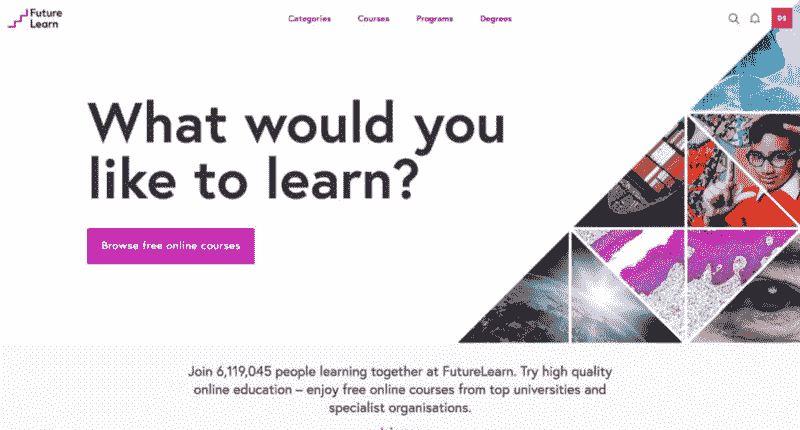 Future
Learn
Categories Courses Programs Degrees
DS
What would you
like to learn?
Browse free online courses
Join 6,119,045 people learning together at FutureLearn. Try high quality
online education – enjoy free online courses from top universities and
specialist organisations.